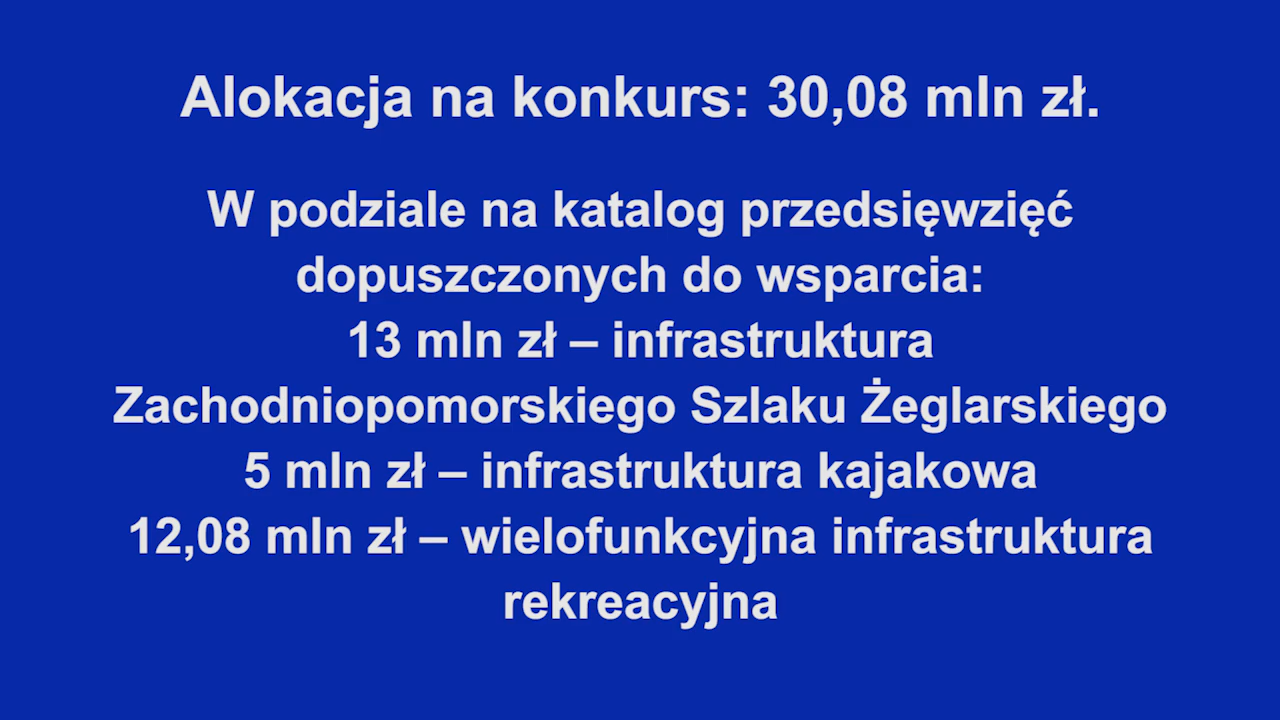 Alokacja na konkurs: 30,08 mln zł.
W podziale na katalog przedsięwzięć
dopuszczonych do wsparcia:
13 mln zł – infrastruktura
Zachodniopomorskiego Szlaku Żeglarskiego
5 mln zł – infrastruktura kajakowa
12,08 mln zł – wielofunkcyjna infrastruktura
rekreacyjna